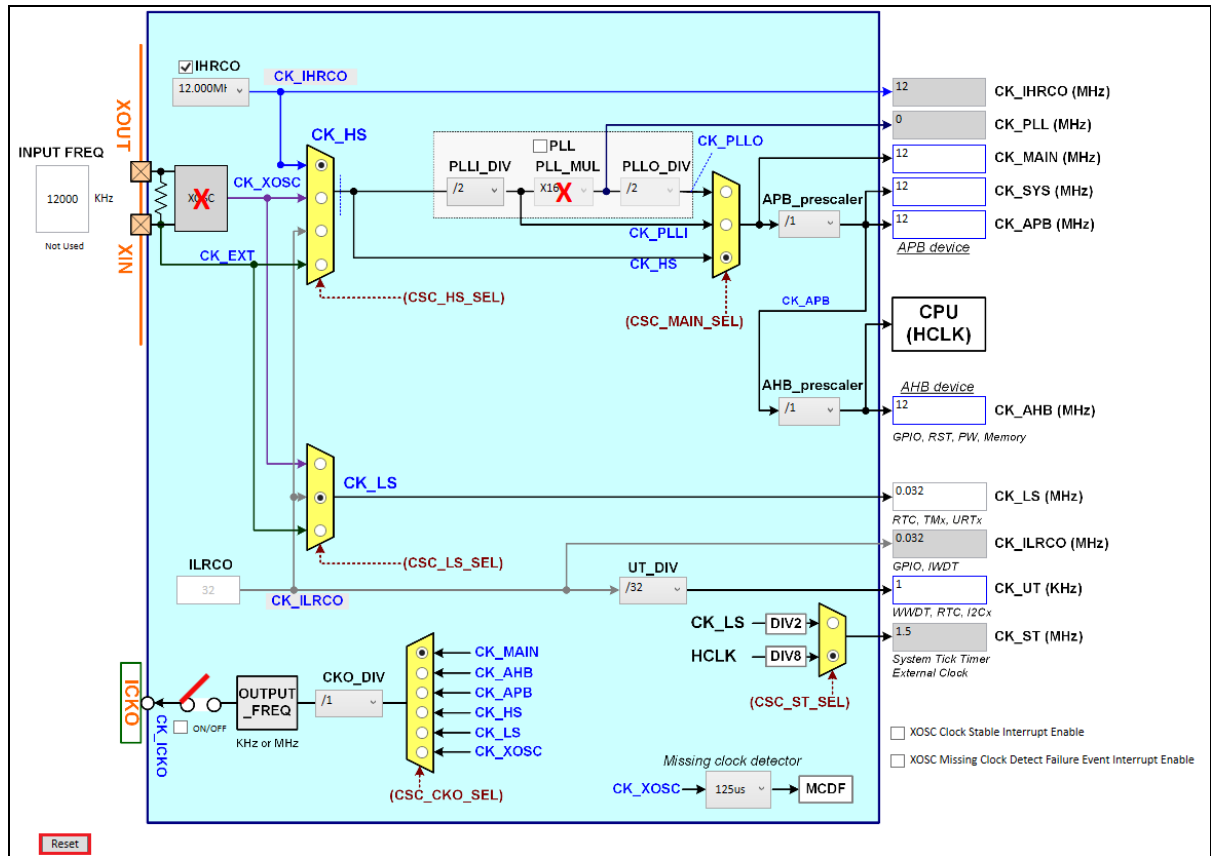 IHRCO
CK_IHRCO
12.000MH
12
CK_IHRCO (MHz)
XOUT
CK_HS
PLL
CK_PLLO
0
CK_PLL (MHz)
INPUT FREQ
PLLI_DIV
PLL_MUL
PLLO_DIV
12
CK_MAIN (MHz)
12000
KHz
XOSC
X
CK_XOSC
/2
X16
X
/2
APB_prescaler
/1
12
CK_SYS (MHz)
12
CK_APB (MHz)
Not Used
CK_PLLI
APB device
XIN
CK_EXT
CK_HS
(CSC_HS_SEL)
(CSC_MAIN_SEL)
CK_APB
CPU
(HCLK)
AHB_prescaler
/1
AHB device
12
CK_AHB (MHz)
GPIO, RST, PW, Memory
CK_LS
0.032
CK_LS (MHz)
RTC, TMx, URTx
(CSC_LS_SEL)
0.032
CK_ILRCO (MHz)
GPIO, IWDT
ILRCO
32
CK_ILRCO
UT_DIV
/32
1
CK_UT (KHz)
WWDT, RTC, I2Cx
CK_LS
DIV2
HCLK
DIV8
1.5
CK_ST (MHz)
System Tick Timer
External Clock
(CSC_ST_SEL)
ICKO
CK_ICKO
ON/OFF
OUTPUT
_FREQ
KHz or MHz
CKO_DIV
/1
CK_MAIN
CK_AHB
CK_APB
CK_HS
CK_LS
CK_XOSC
(CSC_CKO_SEL)
XOSC Clock Stable Interrupt Enable
XOSC Missing Clock Detect Failure Event Interrupt Enable
Missing clock detector
CK_XOSC
125us
MCDF
Reset